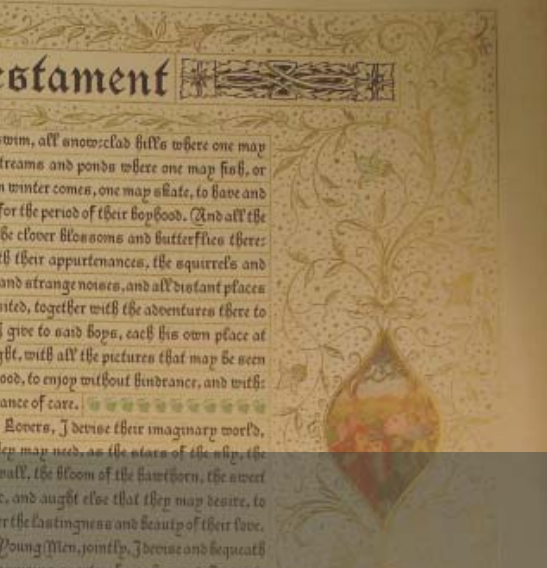 estament
swim, all snow-clad hills where one may
treams and ponds where one may fish, or
n winter comes, one may skate, to have and
for the period of their boyhood. And all the
he clover blossoms and butterflies there:
th their appurtenances, the squirrels and
and strange noises, and all distant places
sited, together with the adventures there to
I give to said boys, each his own place at
ght, with all the pictures that may be seen
ood, to enjoy without hindrance, and with:
ance of care.
Lovers, I devise their imaginary world,
hey may need, as the stars of the sky, the
wall, the bloom of the hawthorn, the sweet
c, and aught else that they may desire, to
er the lastingness and beauty of their love.
Young Men, jointly, I devise and bequeath